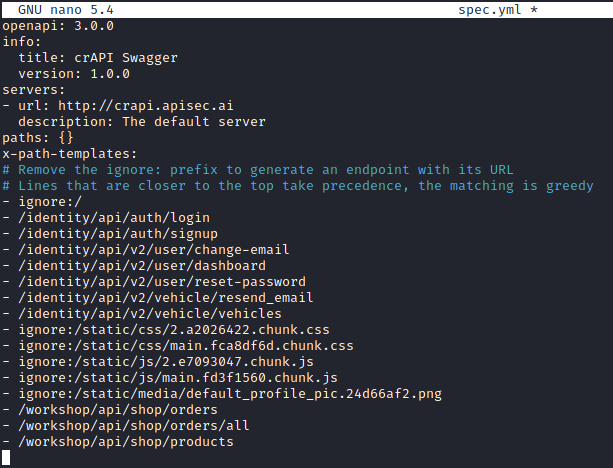 GNU nano 5.4 spec.yml *
openapi: 3.0.0
info:
  title: crAPI Swagger
  version: 1.0.0
servers:
- url: http://crapi.apisec.ai
  description: The default server
paths: {}
x-path-templates:
# Remove the ignore: prefix to generate an endpoint with its URL
# Lines that are closer to the top take precedence, the matching is greedy
- ignore:/
- /identity/api/auth/login
- /identity/api/auth/signup
- /identity/api/v2/user/change-email
- /identity/api/v2/user/dashboard
- /identity/api/v2/user/reset-password
- /identity/api/v2/vehicle/resend_email
- /identity/api/v2/vehicle/vehicles
- ignore:/static/css/2.a2026422.chunk.css
- ignore:/static/css/main.fca8df6d.chunk.css
- ignore:/static/js/2.e7093047.chunk.js
- ignore:/static/js/main.fd3f1560.chunk.js
- ignore:/static/media/default_profile_pic.24d66af2.png
- /workshop/api/shop/orders
- /workshop/api/shop/orders/all
- /workshop/api/shop/products